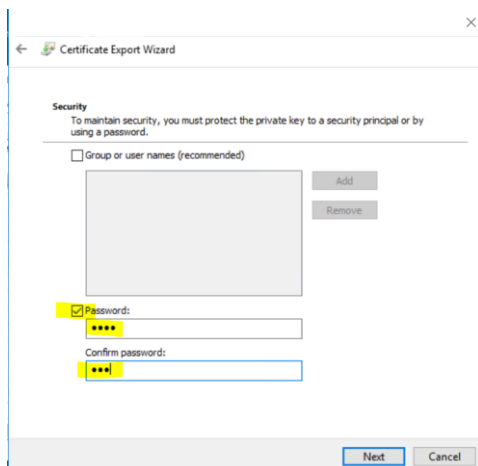 Certificate Export Wizard
Security
To maintain security, you must protect the private key to a security principal or by
using a password.
Group or user names (recommended)
Add
Remove
Password:
••••
Confirm password:
•••
Next Cancel